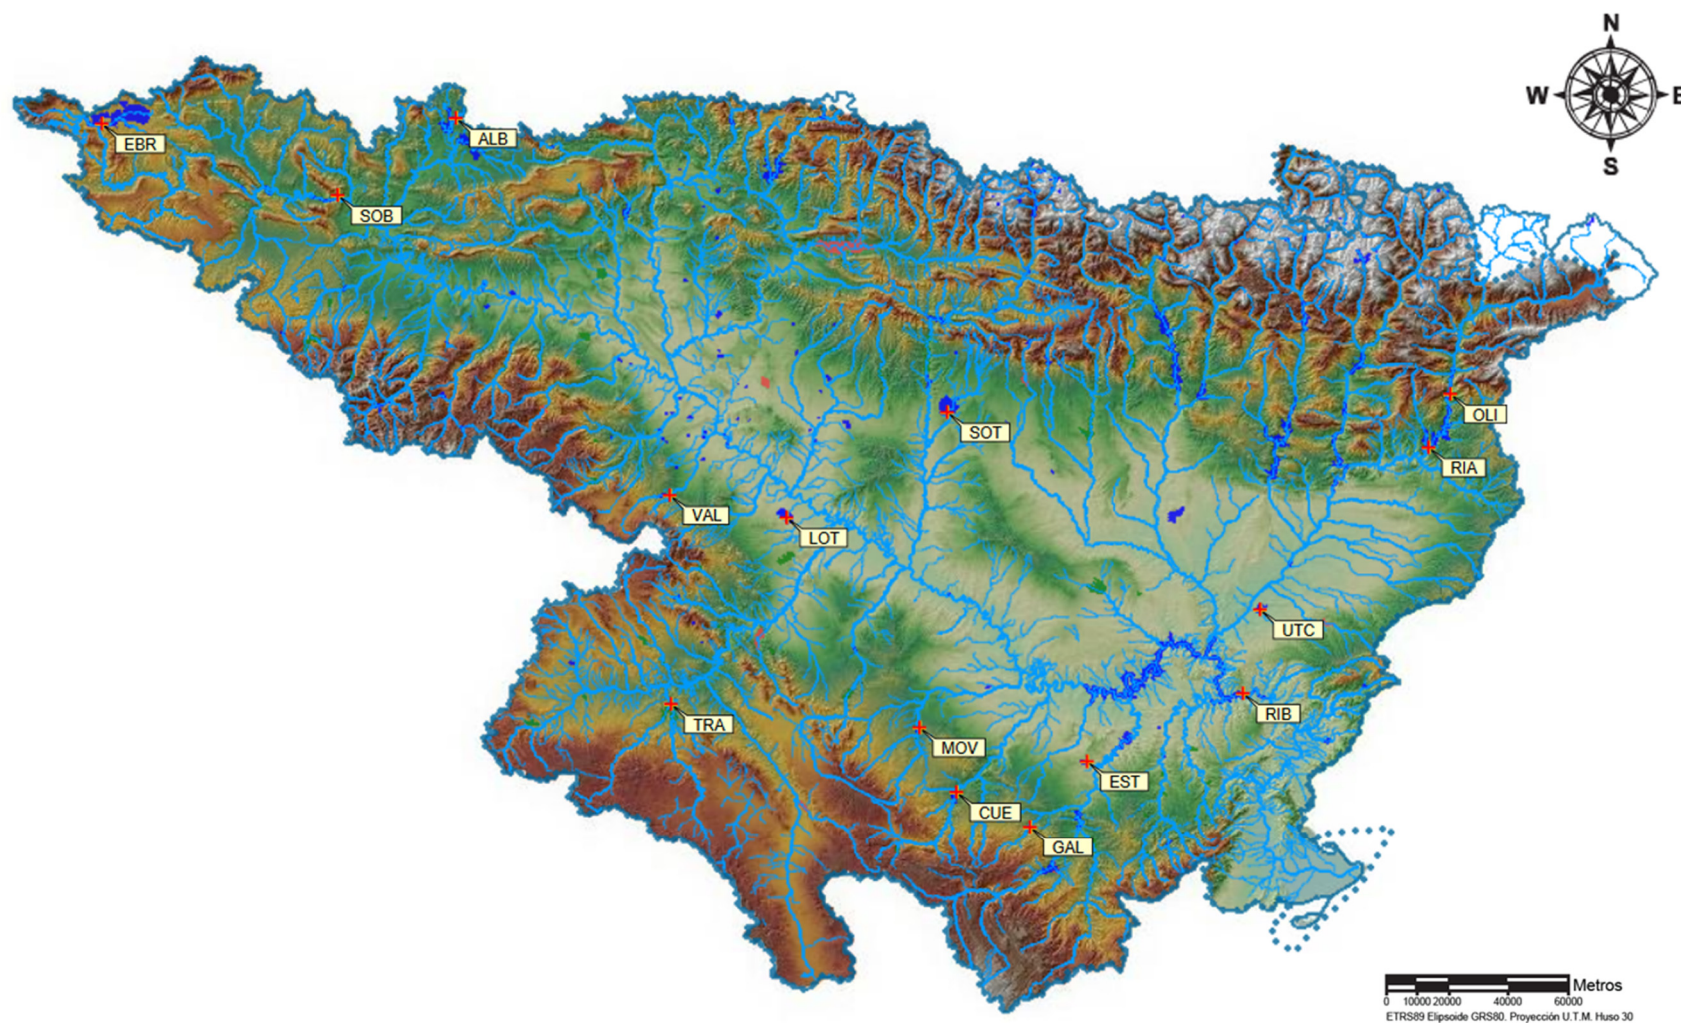 N
W
E
S
EBR
ALB
SOB
OLI
SOT
RIA
VAL
LOT
UTC
TRA
RIB
MOV
EST
CUE
GAL
Metros
0 10000 20000 40000 60000
ETRS89 Elipsoide GRS80. Proyección U.T.M. Huso 30